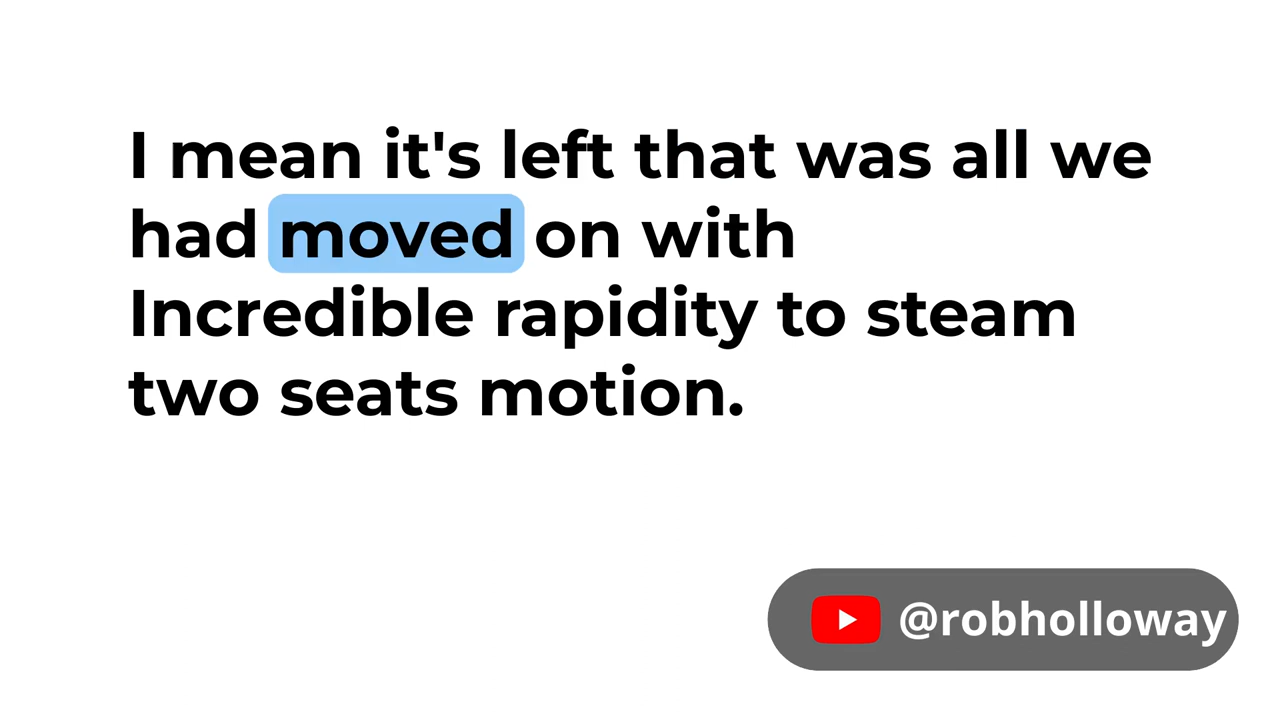 I mean it's left that was all we
had moved on with
Incredible rapidity to steam
two seats motion.
@robholloway